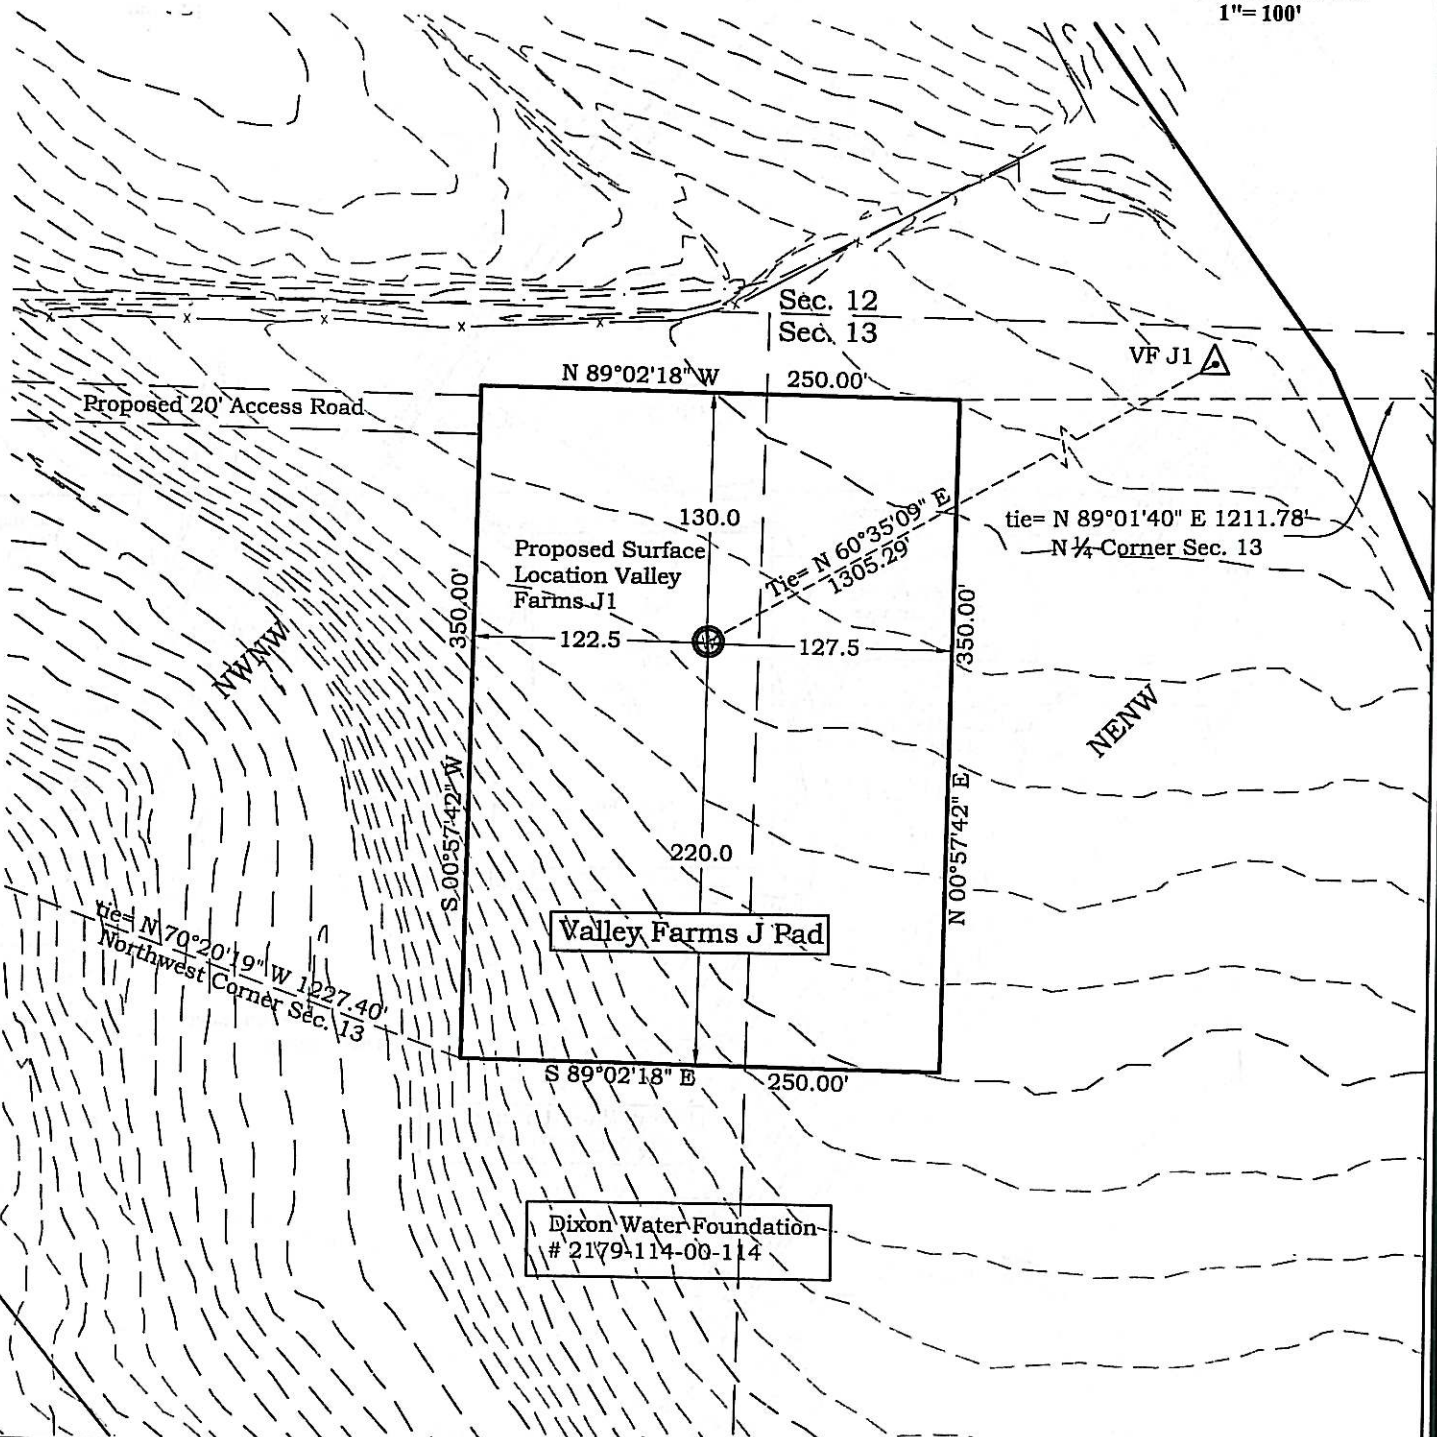 1"= 100'
Sec. 12
Sec. 13
VF J1
N 89°02'18" W 250.00'
Proposed 20' Access Road
130.0
Tie= N 60°35'09" E
1305.29'
tie= N 89°01'40" E 1211.78'
N ¼ Corner Sec. 13
Proposed Surface
Location Valley
Farms J1
350.00'
122.5
127.5
350.00'
NWNW
NENW
S 00°57'42" W
220.0
N 00°57'42" E
Valley Farms J Pad
tie= N 70°20'19" W 1227.40'
Northwest Corner Sec. 13
S 89°02'18" E 250.00'
Dixon Water Foundation
# 2179-114-00-114